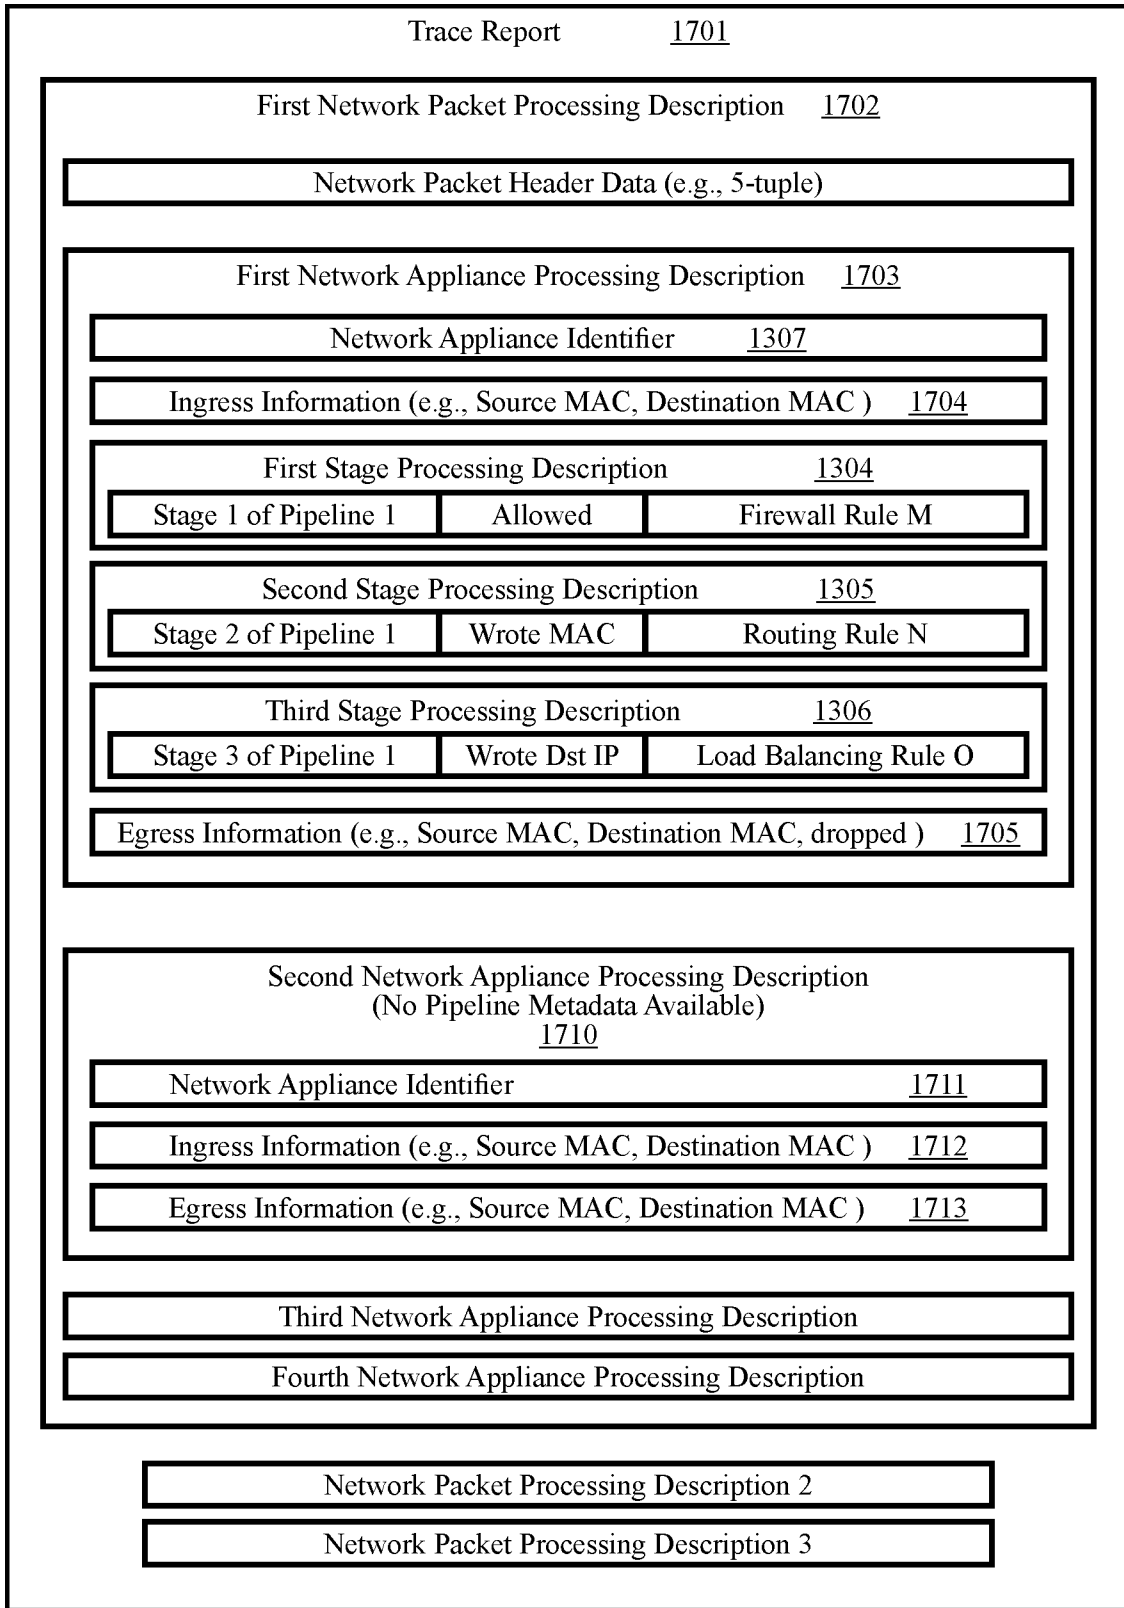 Trace Report 1701
First Network Packet Processing Description 1702
Network Packet Header Data (e.g., 5-tuple)
First Network Appliance Processing Description 1703
Network Appliance Identifier 1307
Ingress Information (e.g., Source MAC, Destination MAC ) 1704
First Stage Processing Description 1304
Stage 1 of Pipeline 1 Allowed Firewall Rule M
Second Stage Processing Description 1305
Stage 2 of Pipeline 1 Wrote MAC Routing Rule N
Third Stage Processing Description 1306
Stage 3 of Pipeline 1 Wrote Dst IP Load Balancing Rule O
Egress Information (e.g., Source MAC, Destination MAC, dropped ) 1705
Second Network Appliance Processing Description
(No Pipeline Metadata Available)
1710
Network Appliance Identifier 1711
Ingress Information (e.g., Source MAC, Destination MAC ) 1712
Egress Information (e.g., Source MAC, Destination MAC ) 1713
Third Network Appliance Processing Description
Fourth Network Appliance Processing Description
Network Packet Processing Description 2
Network Packet Processing Description 3